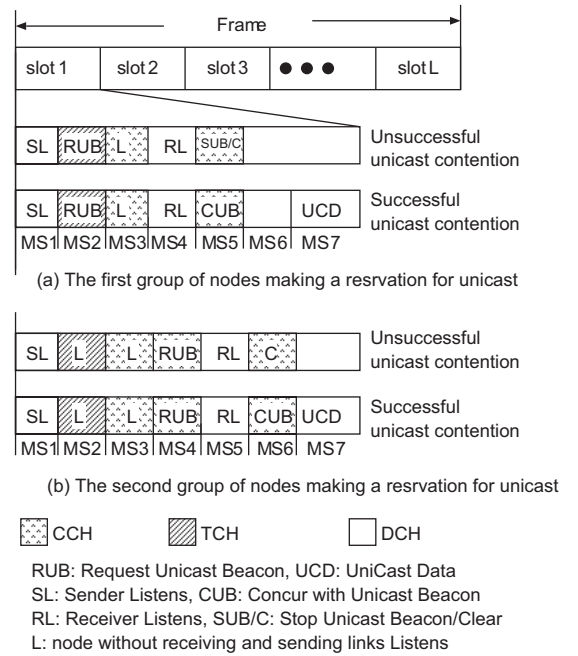 Frame
slot 1 slot 2 slot 3 ● ● ● slot L
SL RUB L RL SUB/C
Unsuccessful
unicast contention
SL RUB L RL CUB UCD
Successful
unicast contention
MS1 MS2 MS3 MS4 MS5 MS6 MS7
(a) The first group of nodes making a resrvation for unicast
SL L L RUB RL C
Unsuccessful
unicast contention
SL L L RUB RL CUB UCD
Successful
unicast contention
MS1 MS2 MS3 MS4 MS5 MS6 MS7
(b) The second group of nodes making a resrvation for unicast
CCH TCH DCH
RUB: Request Unicast Beacon, UCD: UniCast Data
SL: Sender Listens, CUB: Concur with Unicast Beacon
RL: Receiver Listens, SUB/C: Stop Unicast Beacon/Clear
L: node without receiving and sending links Listens